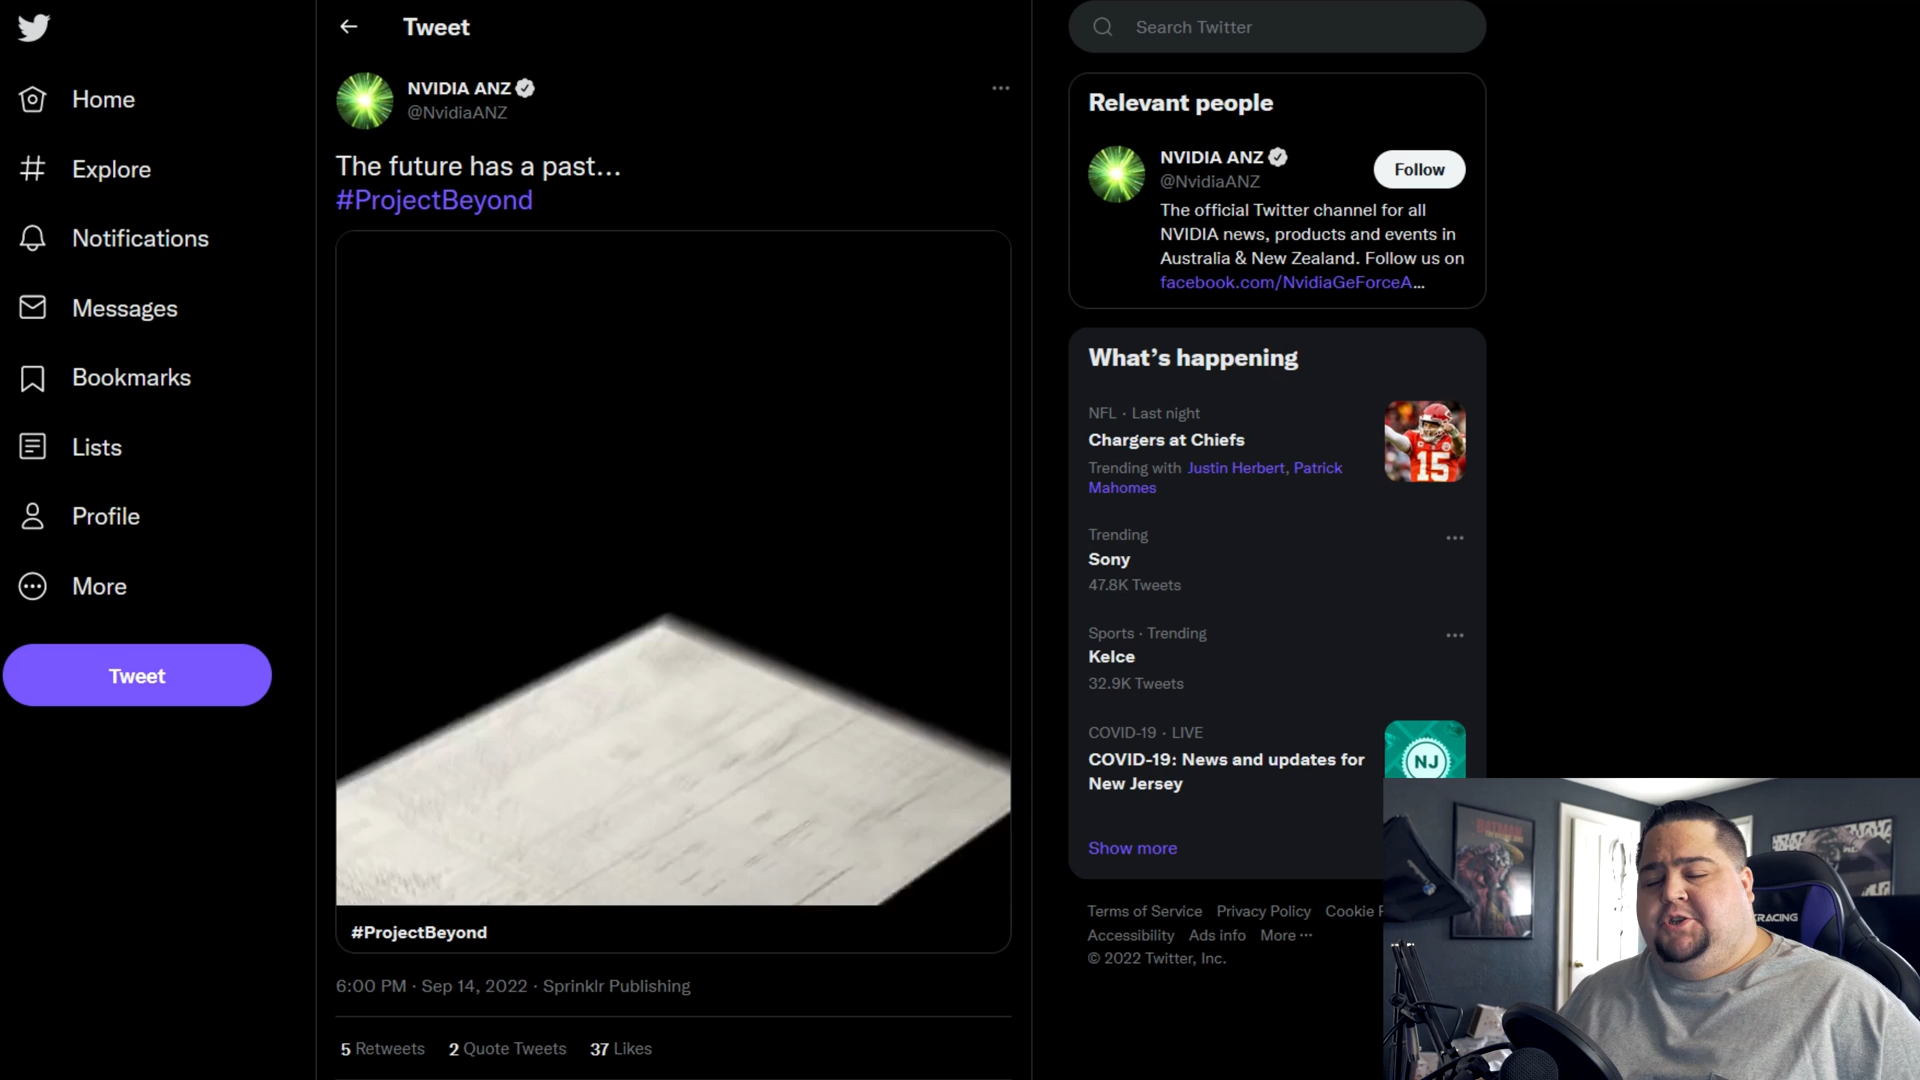 Home
Explore
Notifications
Messages
Bookmarks
Lists
Profile
More
Tweet
Tweet
NVIDIA ANZ
@NvidiaANZ
The future has a past...
#ProjectBeyond
#ProjectBeyond
6:00 PM · Sep 14, 2022 · Sprinklr Publishing
5 Retweets 2 Quote Tweets 37 Likes
Search Twitter
Relevant people
NVIDIA ANZ
@NvidiaANZ
Follow
The official Twitter channel for all
NVIDIA news, products and events in
Australia & New Zealand. Follow us on
facebook.com/NvidiaGeForceA...
What's happening
NFL · Last night
Chargers at Chiefs
Trending with Justin Herbert, Patrick
Mahomes
15
Trending
Sony
47.8K Tweets
Sports · Trending
Kelce
32.9K Tweets
COVID-19 · LIVE
COVID-19: News and updates for
New Jersey
NJ
Show more
Terms of Service Privacy Policy Cookie
Accessibility Ads info More ...
© 2022 Twitter, Inc.
BATMAN
RACING